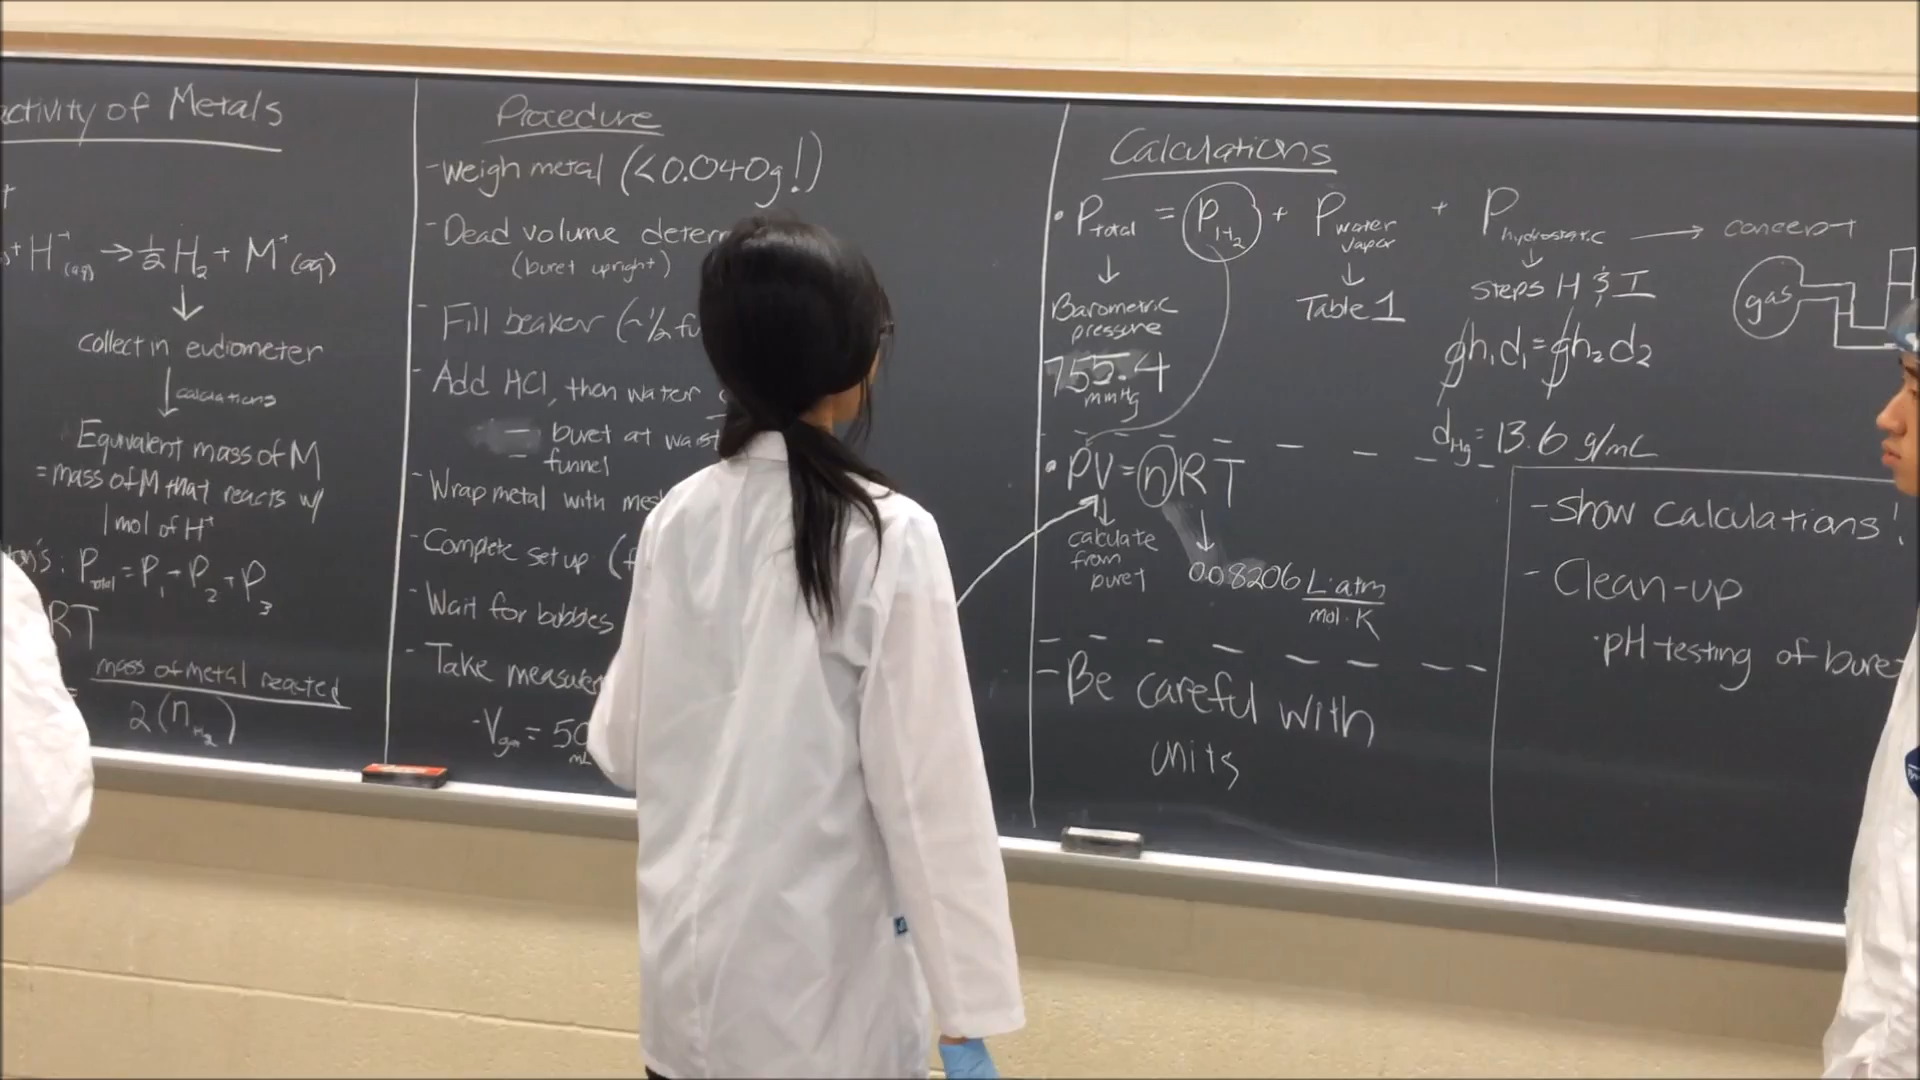 activity of Metals
+ H⁺(aq) → ½ H₂ + M⁺(aq)
collect in eudiometer
calculations
Equivalent mass of M
= mass of M that reacts w/
1 mol of H⁺
Ptotal = P₁ + P₂ + P₃
RT
= mass of metal reacted
2(nH₂)
Procedure
- Weigh metal (<0.040g!)
- Dead volume deter
(buret upright)
- Fill beaker (~½ fu
- Add HCl, then water
- buret at waist
- funnel
- Wrap metal with mes
- Complete set up (f
- Wait for bubbles
- Take measure
- Vgas = 50
mL
Calculations
• Ptotal = PH₂ + Pwater vapor + Phydrostatic → concept
Barometric
pressure
755.4
mmHg
Table 1
steps H & I
gh₁d₁ = gh₂d₂
dHg = 13.6 g/mL
gas
• PV = nRT
calculate
from
buret
0.08206 L·atm
mol·K
- Be careful with
units
- Show calculations!
- Clean-up
· pH testing of buret